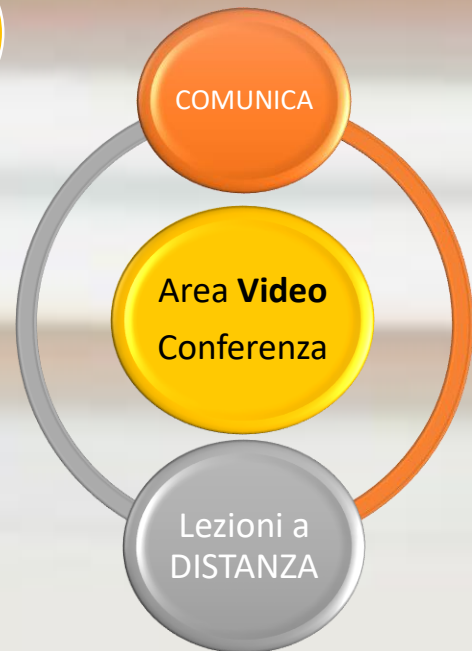 COMUNICA
Area Video
Conferenza
Lezioni a
DISTANZA